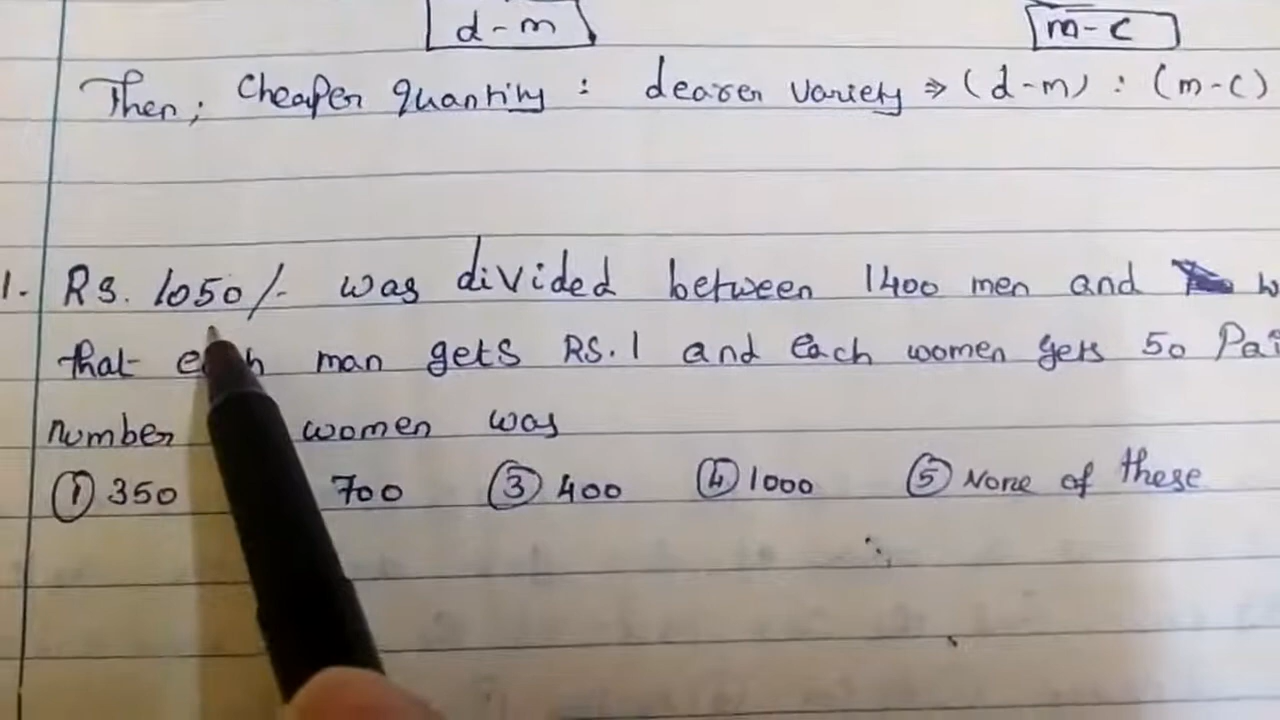 d-m
m-c
Then; Cheaper quantity : dearer variety ⇒ (d-m) : (m-c)
1. Rs. 1050/- was divided between 1400 men and
that each man gets RS. 1 and each women gets 50 Pai
number women was
① 350 700 ③ 400 ④ 1000 ⑤ None of these